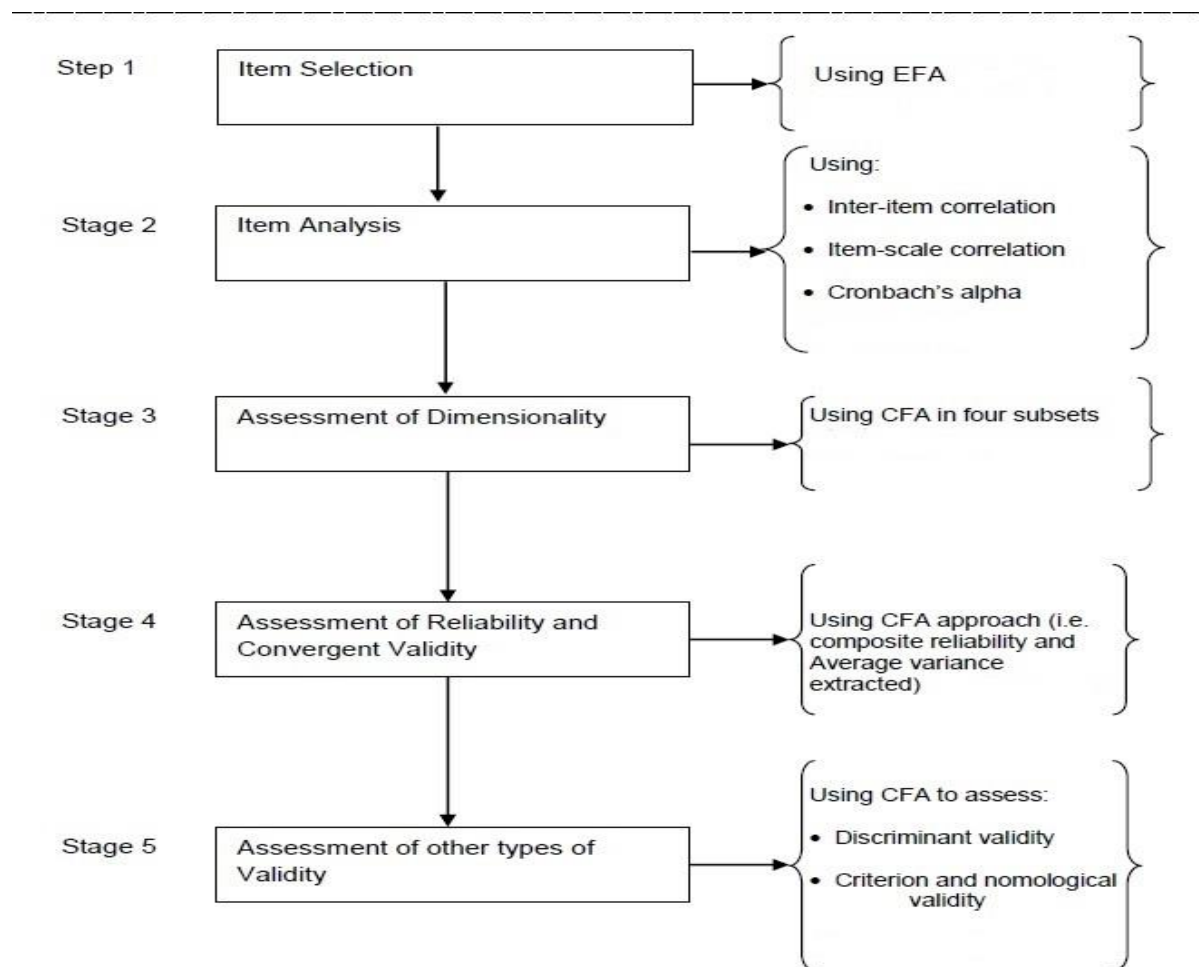 Step 1
Item Selection
Using EFA
Stage 2
Item Analysis
Using:
• Inter-item correlation
• Item-scale correlation
• Cronbach's alpha
Stage 3
Assessment of Dimensionality
Using CFA in four subsets
Stage 4
Assessment of Reliability and
Convergent Validity
Using CFA approach (i.e.
composite reliability and
Average variance
extracted)
Stage 5
Assessment of other types of
Validity
Using CFA to assess:
• Discriminant validity
• Criterion and nomological
validity